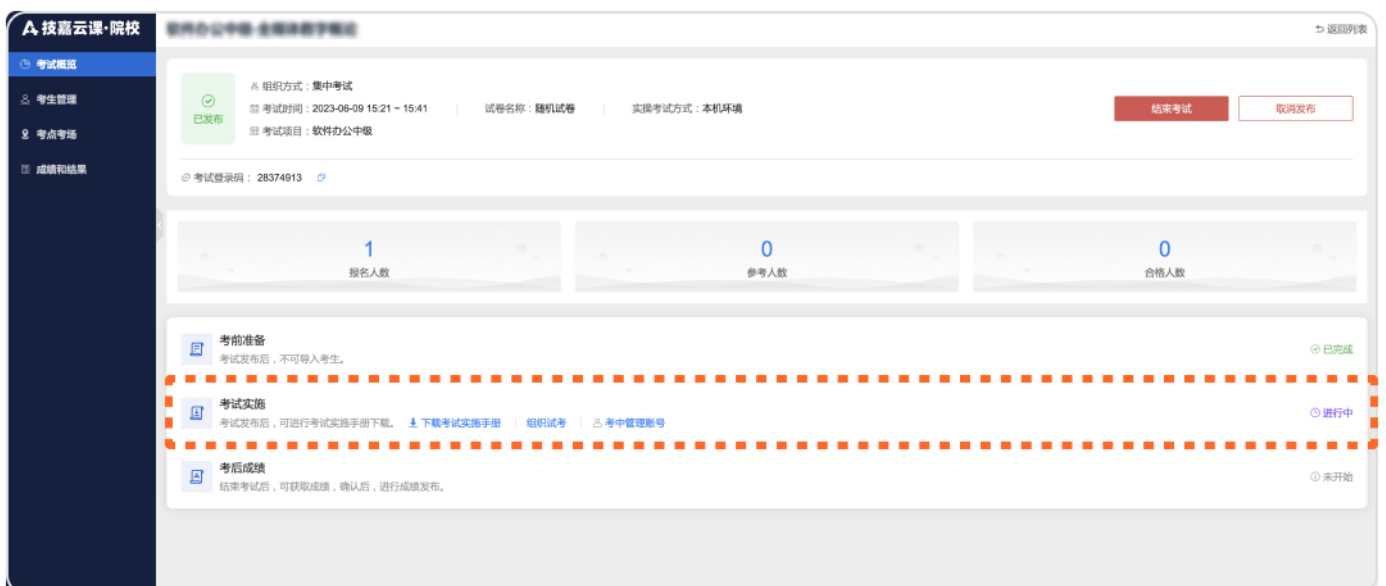 技嘉云课·院校
返回列表
考试概览
考生管理
考点考场
成绩和结果
已发布
组织方式：集中考试
考试时间：2023-06-09 15:21 ~ 15:41 试卷名称：随机试卷 实操考试方式：本机环境
考试项目：软件办公中级
结束考试 取消发布
考试登录码： 28374913
1 0 0
报名人数 参考人数 合格人数
考前准备
考试发布后，不可导入考生。
已完成
考试实施
考试发布后，可进行考试实施手册下载。 下载考试实施手册 组织试考 考中管理账号
进行中
考后成绩
结束考试后，可获取成绩，确认后，进行成绩发布。
未开始